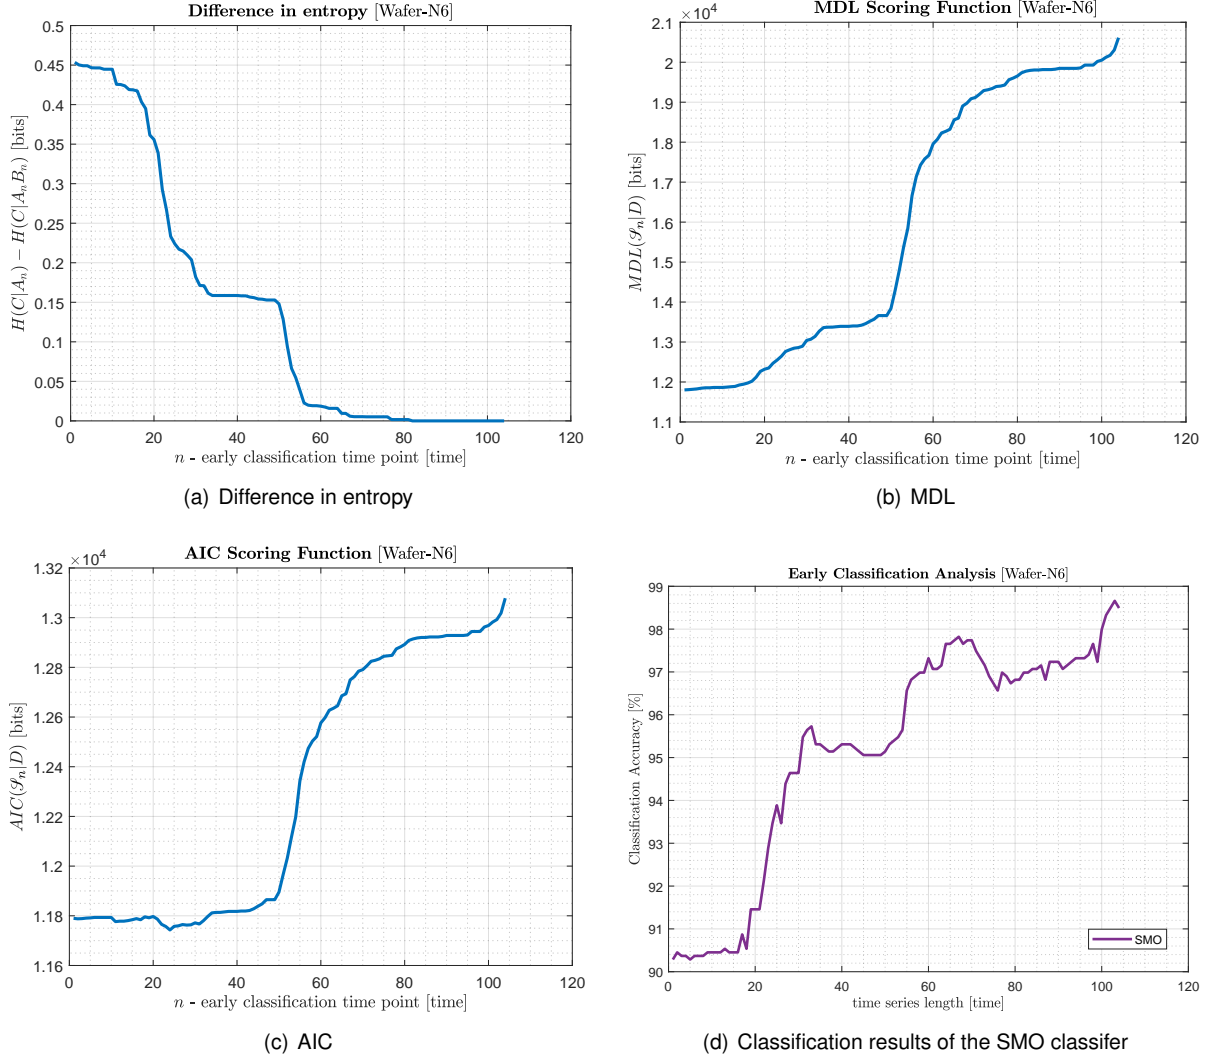 Difference in entropy [Wafer-N6]
0.5
0.45
0.4
0.35
0.3
0.25
0.2
0.15
0.1
0.05
0
H(C|A_n) − H(C|A_nB_n) [bits]
0 20 40 60 80 100 120
n - early classification time point [time]
(a) Difference in entropy
MDL Scoring Function [Wafer-N6]
×10^4
2.1
2
1.9
1.8
1.7
1.6
1.5
1.4
1.3
1.2
1.1
MDL(𝒮_n|D) [bits]
0 20 40 60 80 100 120
n - early classification time point [time]
(b) MDL
AIC Scoring Function [Wafer-N6]
×10^4
1.32
1.3
1.28
1.26
1.24
1.22
1.2
1.18
1.16
AIC(𝒮_n|D) [bits]
0 20 40 60 80 100 120
n - early classification time point [time]
(c) AIC
Early Classification Analysis [Wafer-N6]
99
98
97
96
95
94
93
92
91
90
Classification Accuracy [%]
SMO
0 20 40 60 80 100 120
time series length [time]
(d) Classification results of the SMO classifer